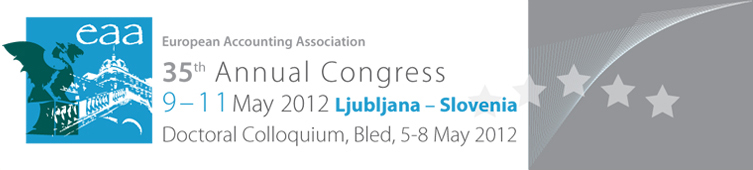 eaa
European Accounting Association
35th Annual Congress
9–11 May 2012 Ljubljana – Slovenia
Doctoral Colloquium, Bled, 5-8 May 2012